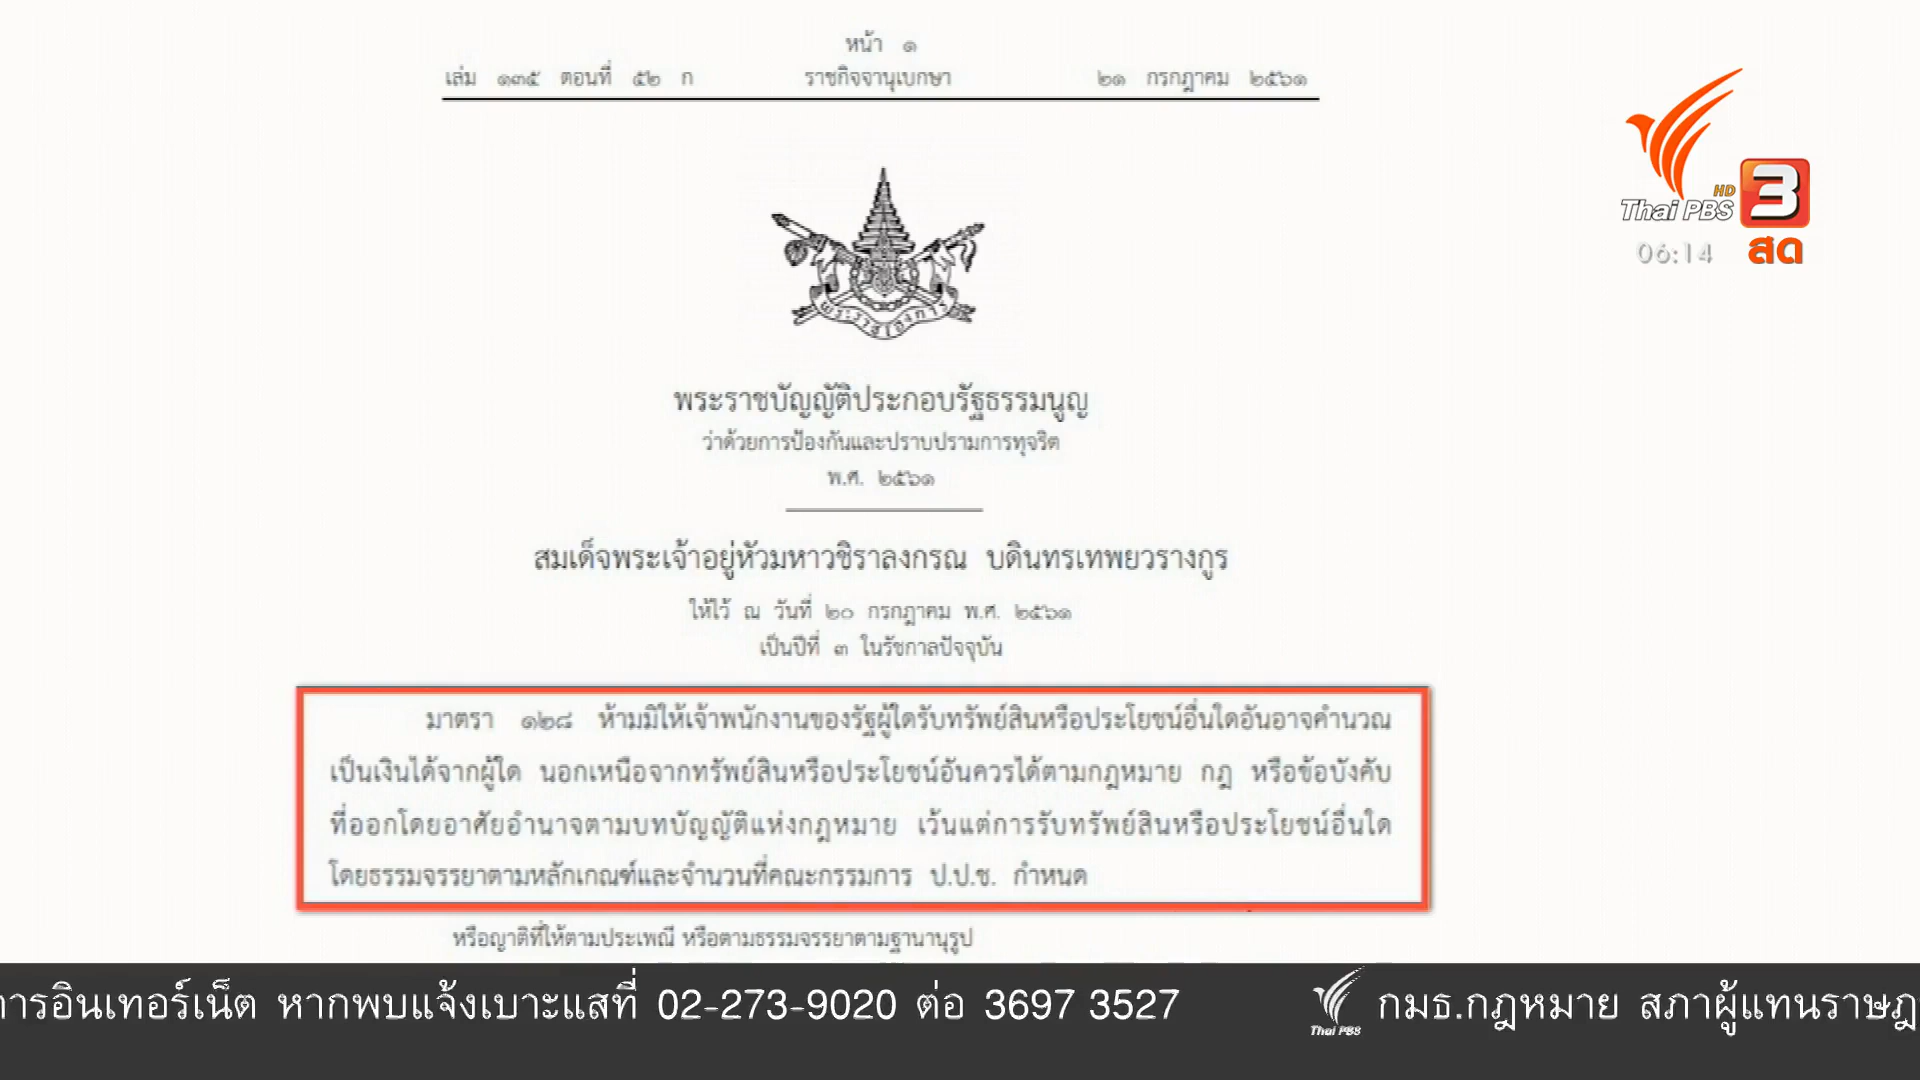 หน้า ๑
เล่ม ๑๓๕ ตอนที่ ๕๒ ก ราชกิจจานุเบกษา ๒๑ กรกฎาคม ๒๕๖๑
HD
Thai PBS 3
06:14 สด
พระราชโองการ
พระราชบัญญัติประกอบรัฐธรรมนูญ
ว่าด้วยการป้องกันและปราบปรามการทุจริต
พ.ศ. ๒๕๖๑
สมเด็จพระเจ้าอยู่หัวมหาวชิราลงกรณ บดินทรเทพยวรางกูร
ให้ไว้ ณ วันที่ ๒๐ กรกฎาคม พ.ศ. ๒๕๖๑
เป็นปีที่ ๓ ในรัชกาลปัจจุบัน
มาตรา ๑๒๘ ห้ามมิให้เจ้าพนักงานของรัฐผู้ใดรับทรัพย์สินหรือประโยชน์อื่นใดอันอาจคำนวณ
เป็นเงินได้จากผู้ใด นอกเหนือจากทรัพย์สินหรือประโยชน์อันควรได้ตามกฎหมาย กฎ หรือข้อบังคับ
ที่ออกโดยอาศัยอำนาจตามบทบัญญัติแห่งกฎหมาย เว้นแต่การรับทรัพย์สินหรือประโยชน์อื่นใด
โดยธรรมจรรยาตามหลักเกณฑ์และจำนวนที่คณะกรรมการ ป.ป.ช. กำหนด
หรือญาติที่ให้ตามประเพณี หรือตามธรรมจรรยาตามฐานานุรูป
การอินเทอร์เน็ต หากพบแจ้งเบาะแสที่ 02-273-9020 ต่อ 3697 3527 Thai PBS กมธ.กฎหมาย สภาผู้แทนราษฎ